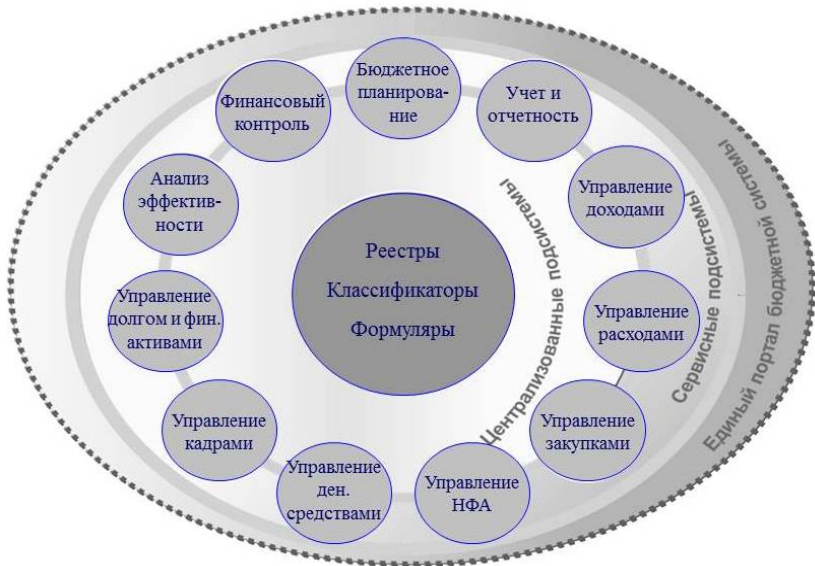 Бюджетное
планирова-
ние
Учет и
отчетность
Управление
доходами
Управление
расходами
Управление
закупками
Управление
НФА
Управление
ден.
средствами
Управление
кадрами
Управление
долгом и фин.
активами
Анализ
эффектив-
ности
Финансовый
контроль
Реестры
Классификаторы
Формуляры
Централизованные подсистемы
Сервисные подсистемы
Единый портал бюджетной системы